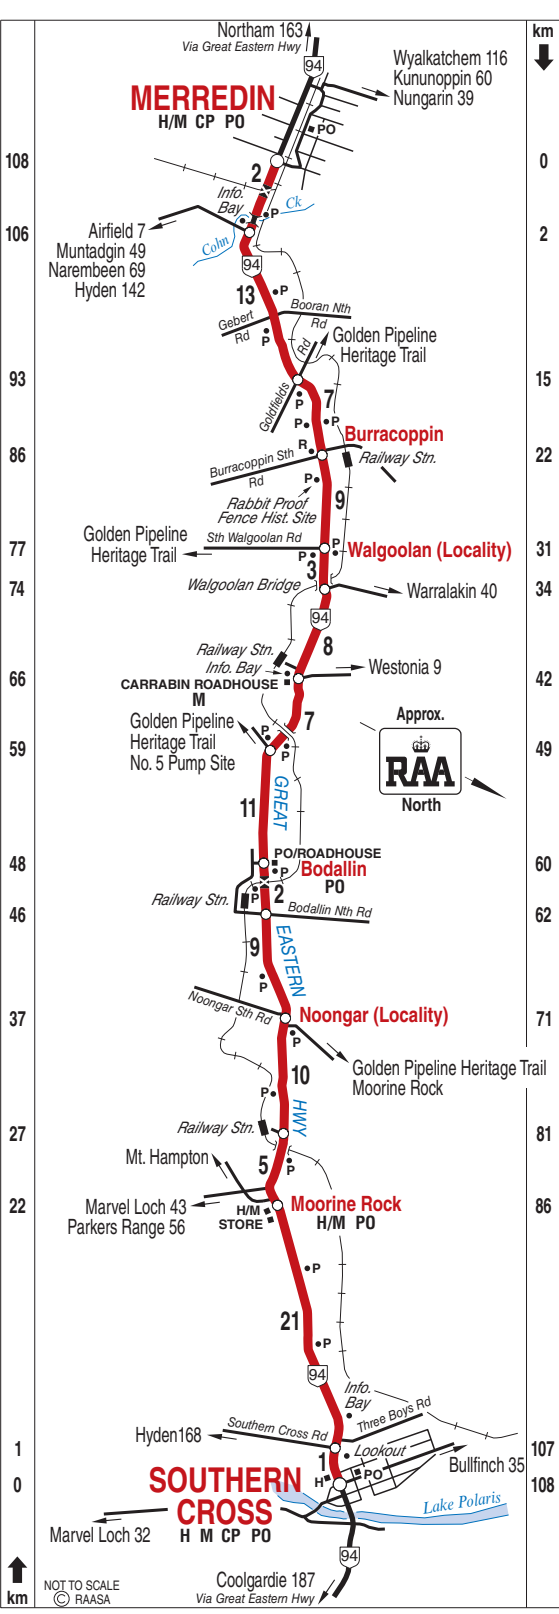 Northam 163
Via Great Eastern Hwy
km
94
Wyalkatchem 116
Kununoppin 60
Nungarin 39
MERREDIN
H/M CP PO
PO
108
0
2
Info.
Bay
P
Ck
Cohn
106
2
Airfield 7
Muntadgin 49
Narembeen 69
Hyden 142
94
13
P
Booran Nth
Rd
Gebert
Rd
P
Rd
Goldfields
Golden Pipeline
Heritage Trail
93
15
P
7
P
P
Burracoppin
R
86
22
Burracoppin Sth
Rd
Railway Stn.
P
Rabbit Proof
Fence Hist. Site
9
Golden Pipeline
Heritage Trail
Sth Walgoolan Rd
P
P
Walgoolan (Locality)
77
31
3
74
34
Walgoolan Bridge
Warralakin 40
94
8
Railway Stn.
Info. Bay
Westonia 9
66
42
CARRABIN ROADHOUSE
M
7
Golden Pipeline
Heritage Trail
No. 5 Pump Site
P
P
59
49
Approx.
RAA
North
GREAT
11
PO/ROADHOUSE
48
60
P
Bodallin
PO
Railway Stn.
P
2
46
62
Bodallin Nth Rd
EASTERN
9
P
Noongar Sth Rd
37
71
Noongar (Locality)
P
Golden Pipeline Heritage Trail
Moorine Rock
10
P
HWY
Railway Stn.
27
81
5
P
Mt. Hampton
Marvel Loch 43
Parkers Range 56
22
86
H/M
STORE
Moorine Rock
H/M PO
P
21
P
94
Info.
Bay
Three Boys Rd
Southern Cross Rd
Hyden168
1
107
1
Lookout
Bullfinch 35
H
PO
0
108
SOUTHERN
CROSS
H M CP PO
Lake Polaris
Marvel Loch 32
94
km
NOT TO SCALE
© RAASA
Coolgardie 187
Via Great Eastern Hwy